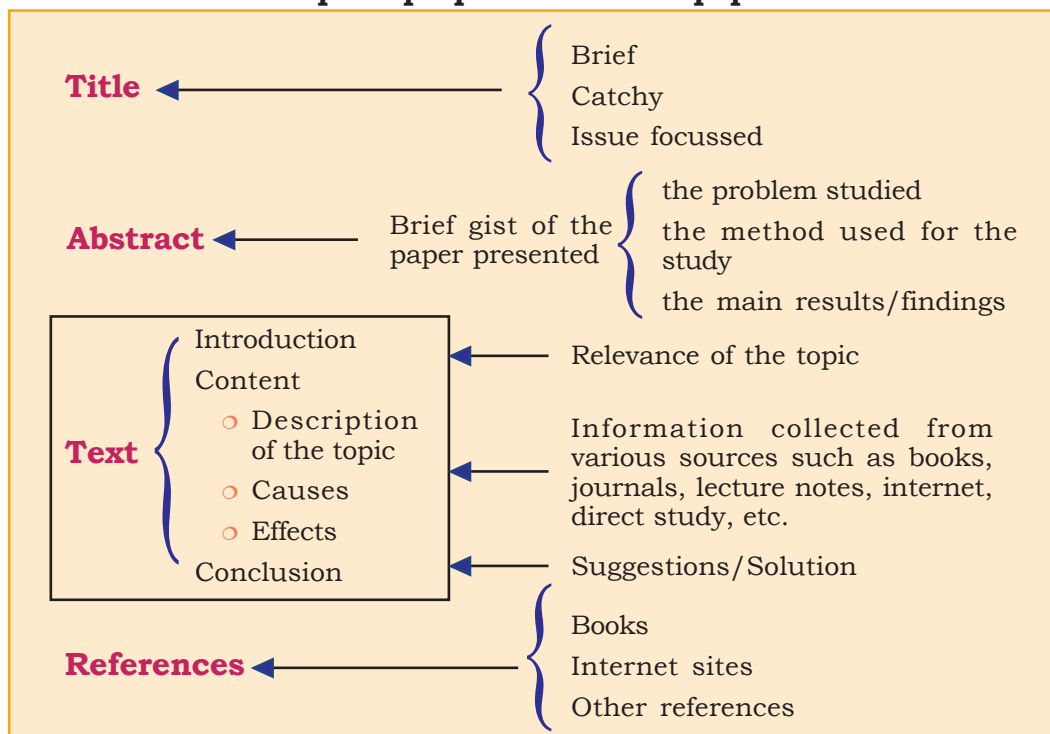 Title
Brief
Catchy
Issue focussed
Abstract
Brief gist of the
paper presented
the problem studied
the method used for the
study
the main results/findings
Text
Introduction
Content
Description
of the topic
Causes
Effects
Conclusion
Relevance of the topic
Information collected from
various sources such as books,
journals, lecture notes, internet,
direct study, etc.
Suggestions/Solution
References
Books
Internet sites
Other references